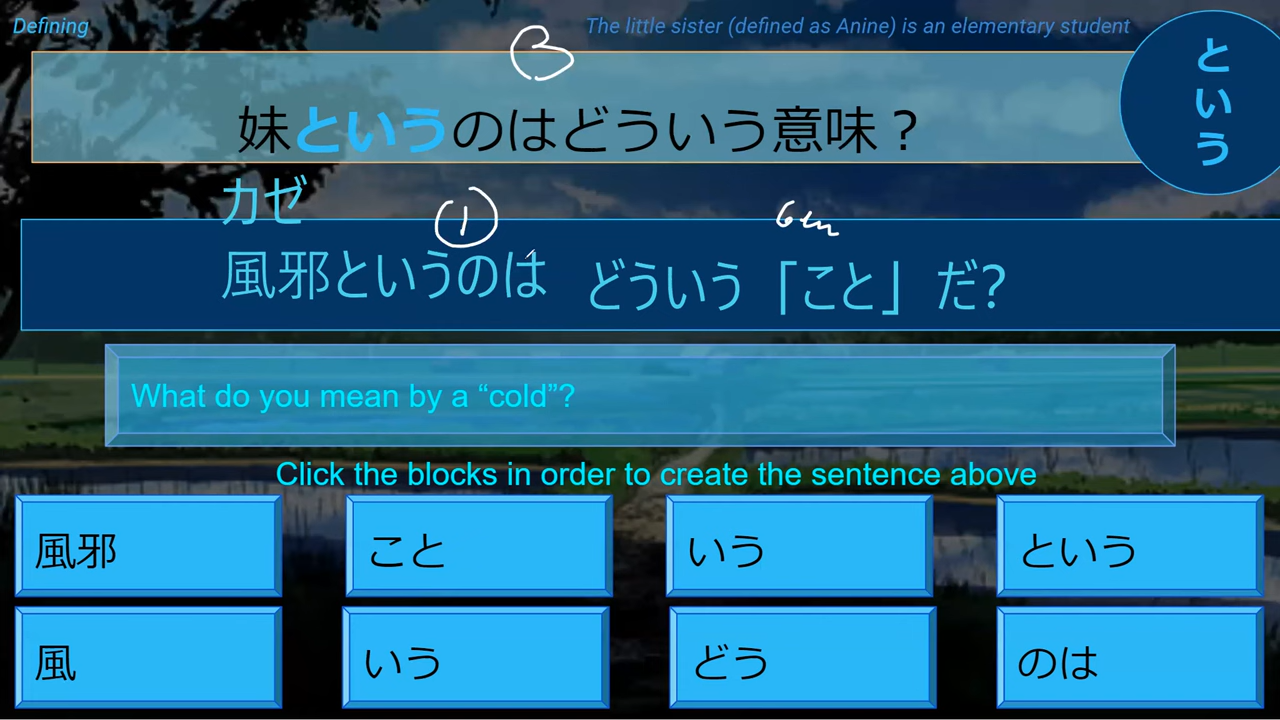 Defining
The little sister (defined as Anine) is an elementary student
という
妹というのはどういう意味？
カゼ
①
風邪というのは どういう「こと」だ?
What do you mean by a “cold”?
Click the blocks in order to create the sentence above
風邪 こと いう という
風 いう どう のは